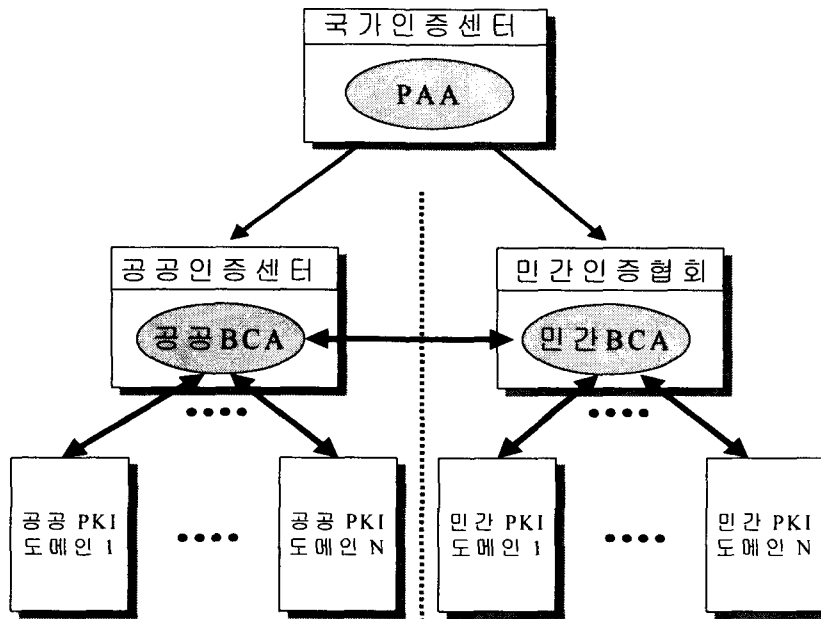 국가인증센터
PAA
공공인증센터
민간인증협회
공공BCA
민간BCA
공공 PKI
도메인 1
공공 PKI
도메인 N
민간 PKI
도메인 1
민간 PKI
도메인 N